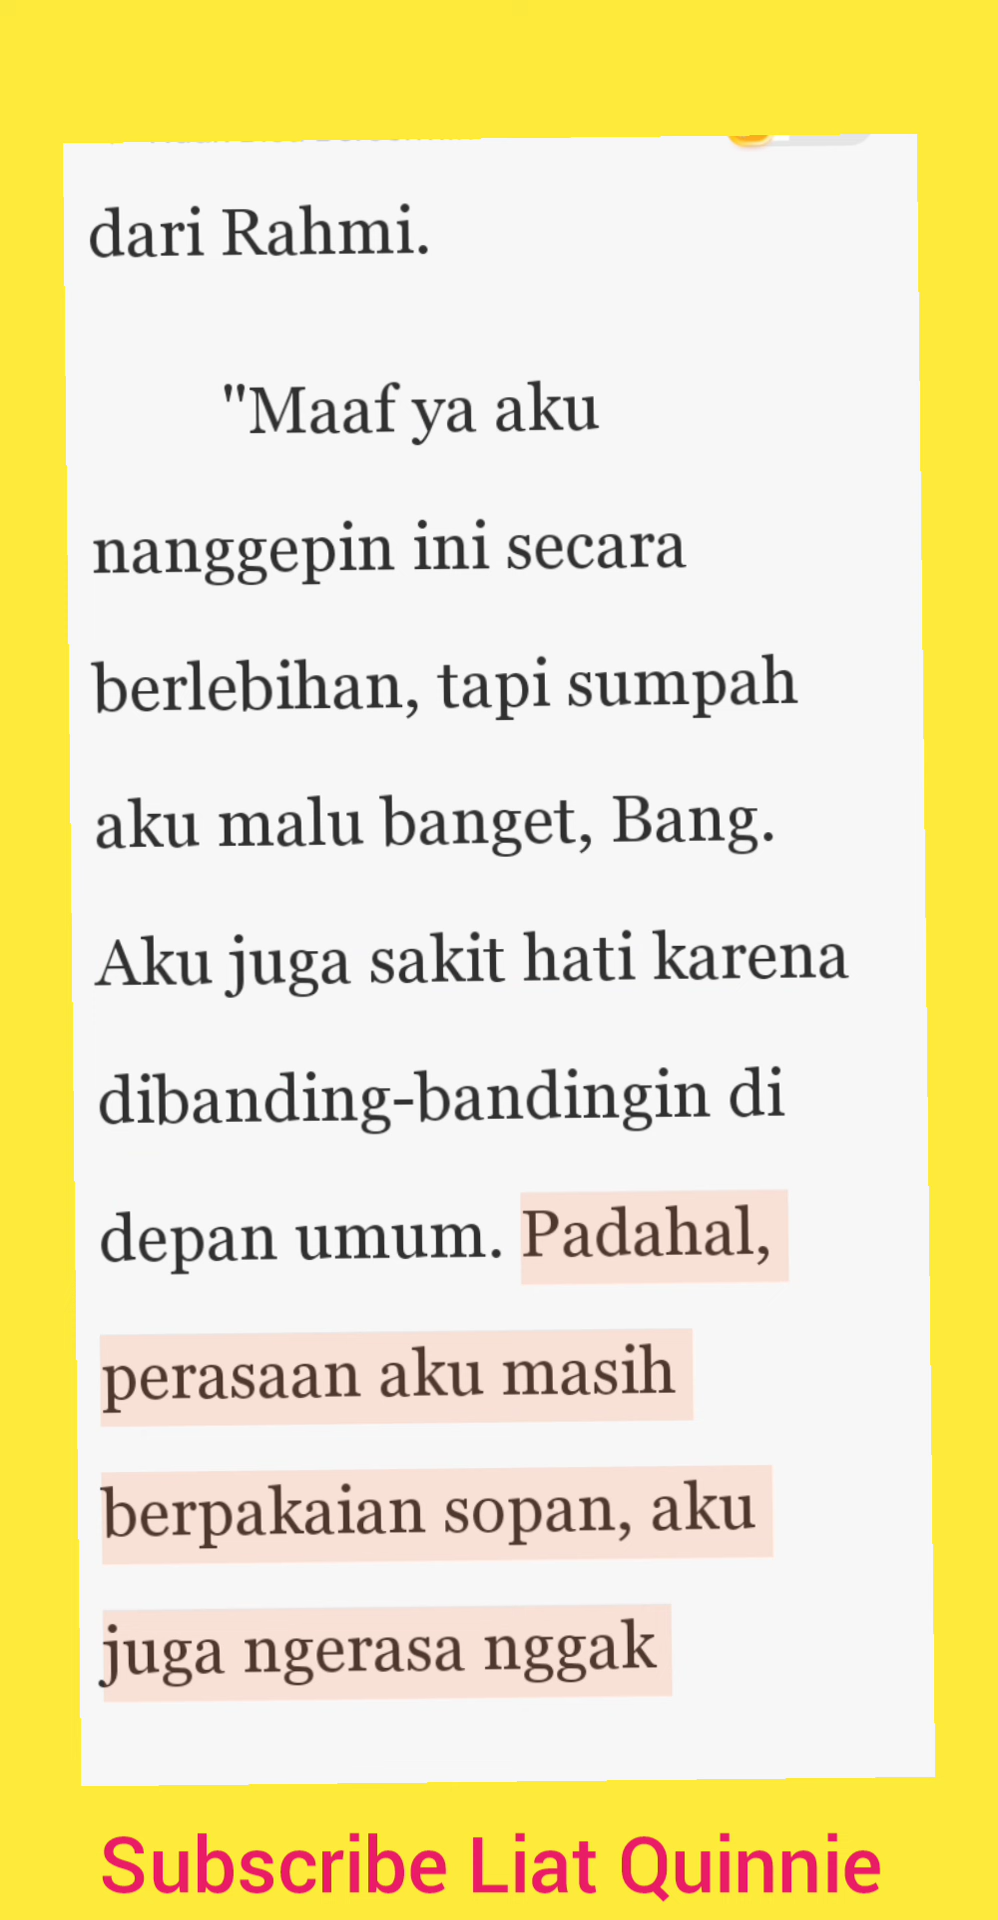 dari Rahmi.
"Maaf ya aku
nanggepin ini secara
berlebihan, tapi sumpah
aku malu banget, Bang.
Aku juga sakit hati karena
dibanding-bandingin di
depan umum. Padahal,
perasaan aku masih
berpakaian sopan, aku
juga ngerasa nggak
Subscribe Liat Quinnie